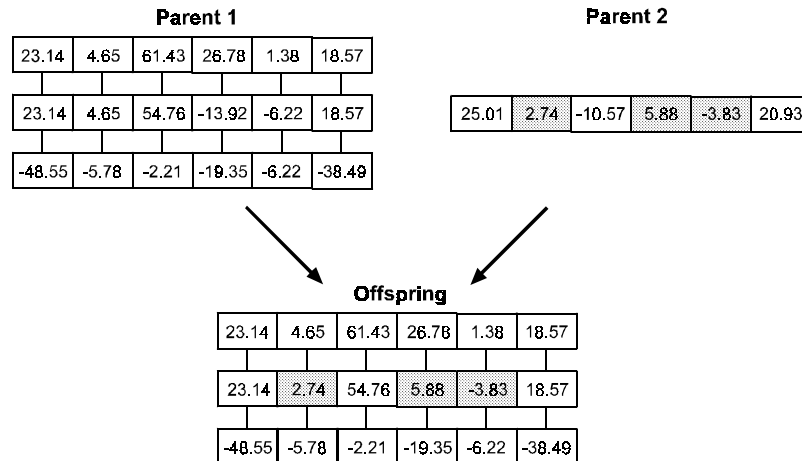 Parent 1
Parent 2
23.14 4.65 61.43 26.78 1.38 18.57
23.14 4.65 54.76 -13.92 -6.22 18.57
25.01 2.74 -10.57 5.88 -3.83 20.93
-48.55 -5.78 -2.21 -19.35 -6.22 -38.49
Offspring
23.14 4.65 61.43 26.78 1.38 18.57
23.14 2.74 54.76 5.88 -3.83 18.57
-48.55 -5.78 -2.21 -19.35 -6.22 -38.49